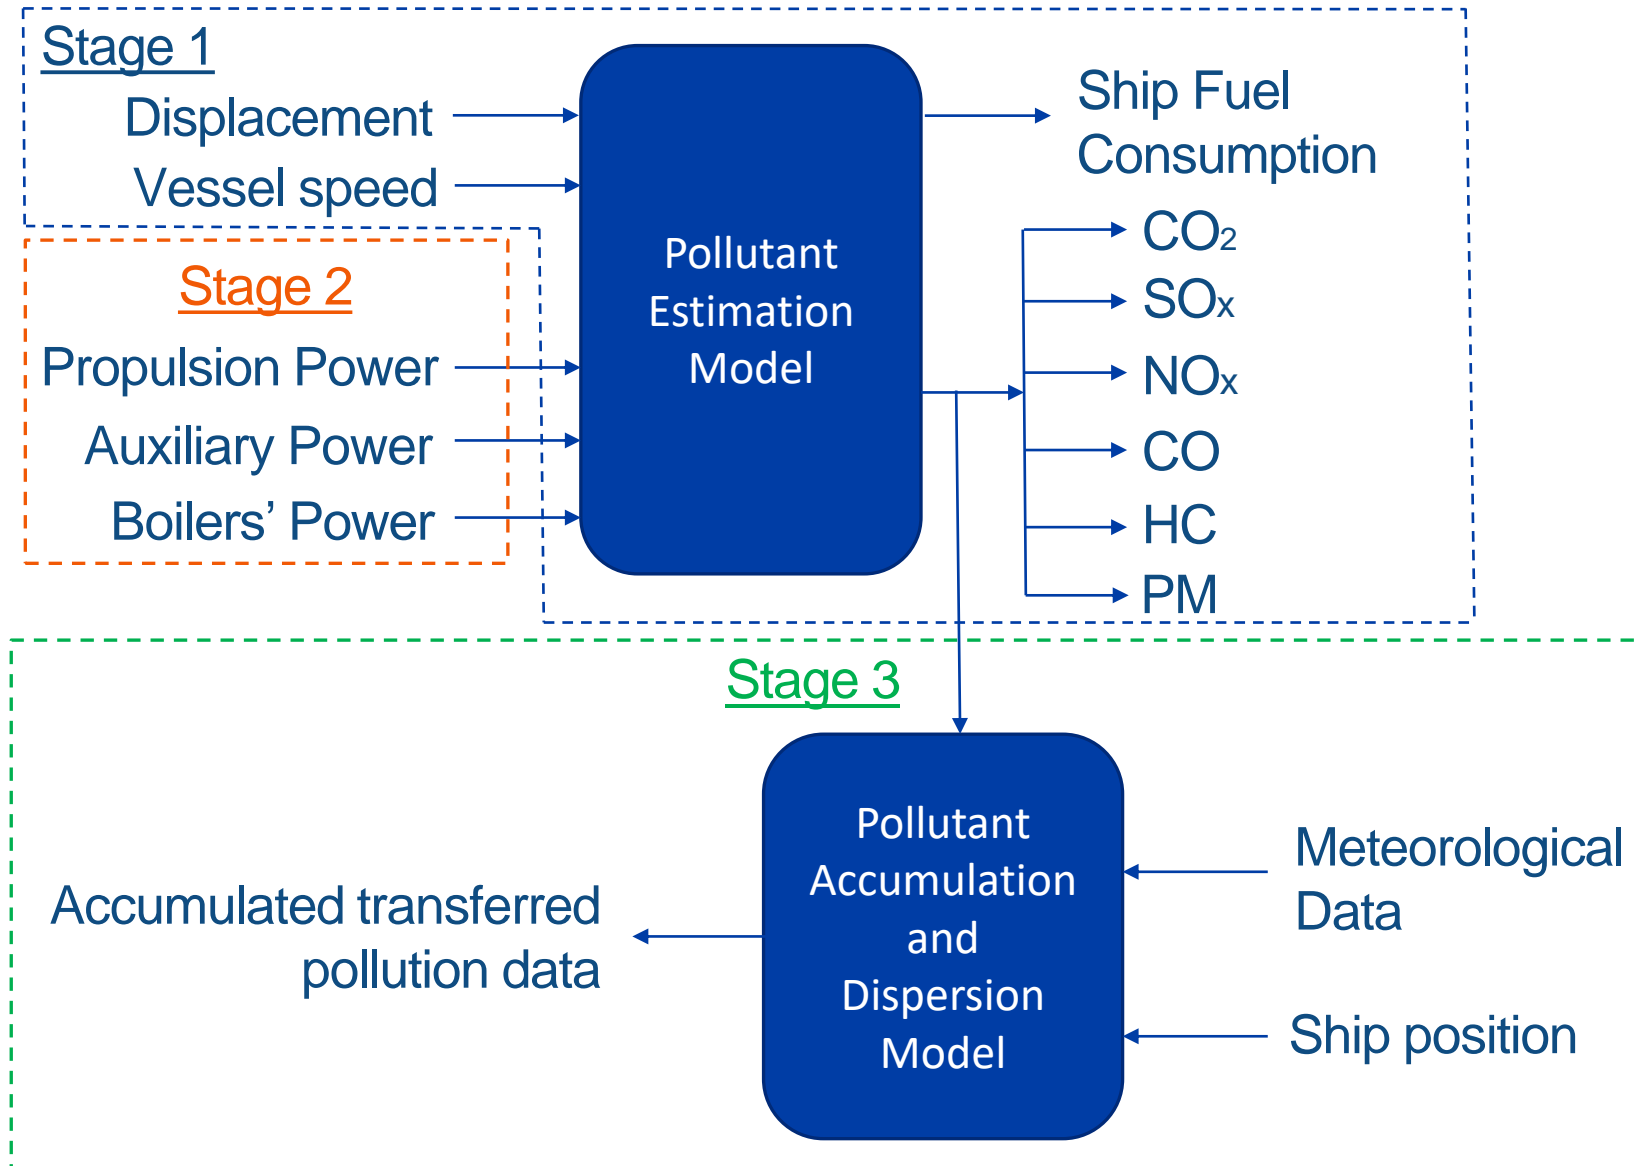 Stage 1
Displacement
Vessel speed
Stage 2
Propulsion Power
Auxiliary Power
Boilers’ Power
Pollutant
Estimation
Model
Ship Fuel
Consumption
CO₂
SOx
NOx
CO
HC
PM
Stage 3
Accumulated transferred
pollution data
Pollutant
Accumulation
and
Dispersion
Model
Meteorological
Data
Ship position